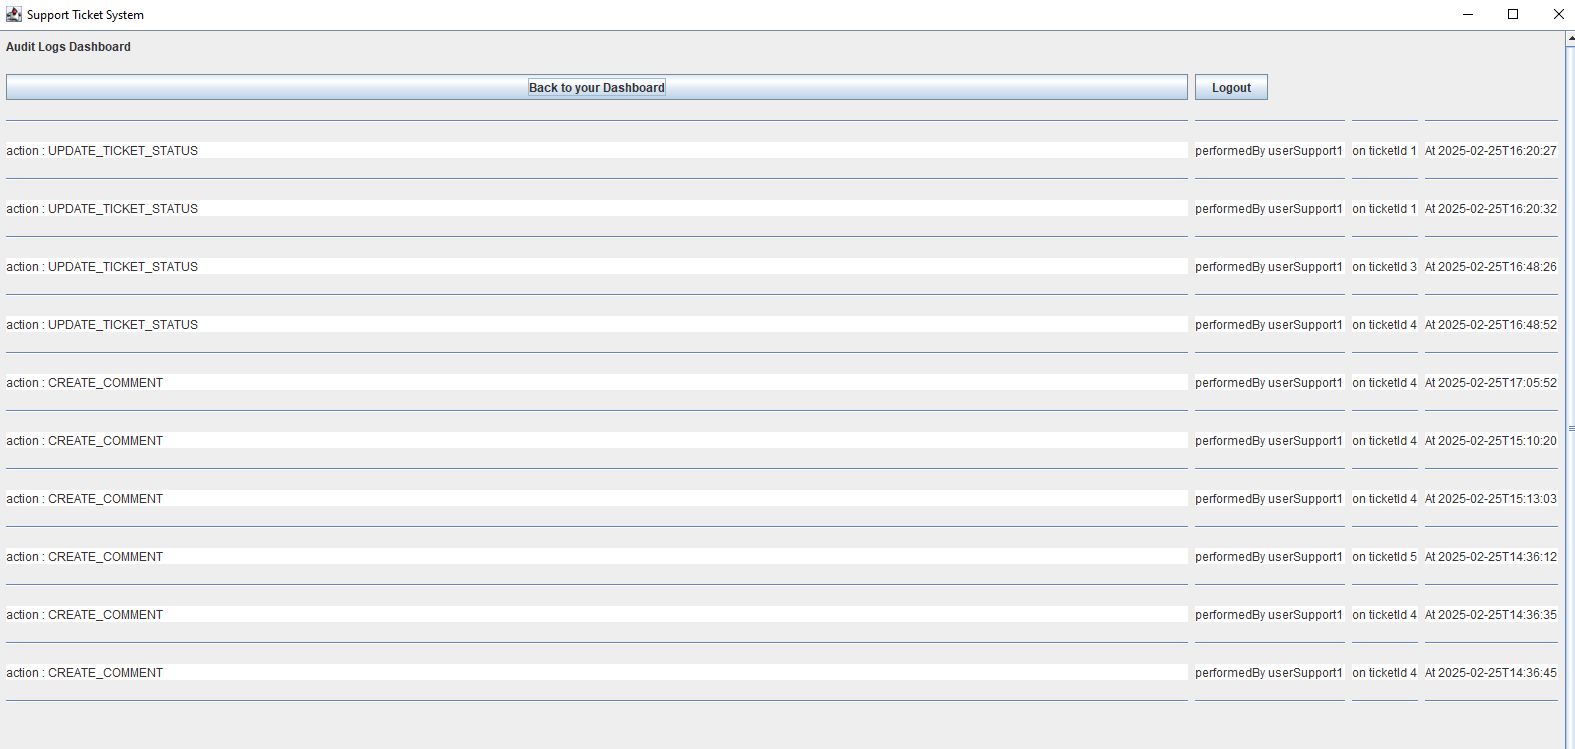 Support Ticket System
Audit Logs Dashboard
Back to your Dashboard Logout
action : UPDATE_TICKET_STATUS performedBy userSupport1 on ticketId 1 At 2025-02-25T16:20:27
action : UPDATE_TICKET_STATUS performedBy userSupport1 on ticketId 1 At 2025-02-25T16:20:32
action : UPDATE_TICKET_STATUS performedBy userSupport1 on ticketId 3 At 2025-02-25T16:48:26
action : UPDATE_TICKET_STATUS performedBy userSupport1 on ticketId 4 At 2025-02-25T16:48:52
action : CREATE_COMMENT performedBy userSupport1 on ticketId 4 At 2025-02-25T17:05:52
action : CREATE_COMMENT performedBy userSupport1 on ticketId 4 At 2025-02-25T15:10:20
action : CREATE_COMMENT performedBy userSupport1 on ticketId 4 At 2025-02-25T15:13:03
action : CREATE_COMMENT performedBy userSupport1 on ticketId 5 At 2025-02-25T14:36:12
action : CREATE_COMMENT performedBy userSupport1 on ticketId 4 At 2025-02-25T14:36:35
action : CREATE_COMMENT performedBy userSupport1 on ticketId 4 At 2025-02-25T14:36:45